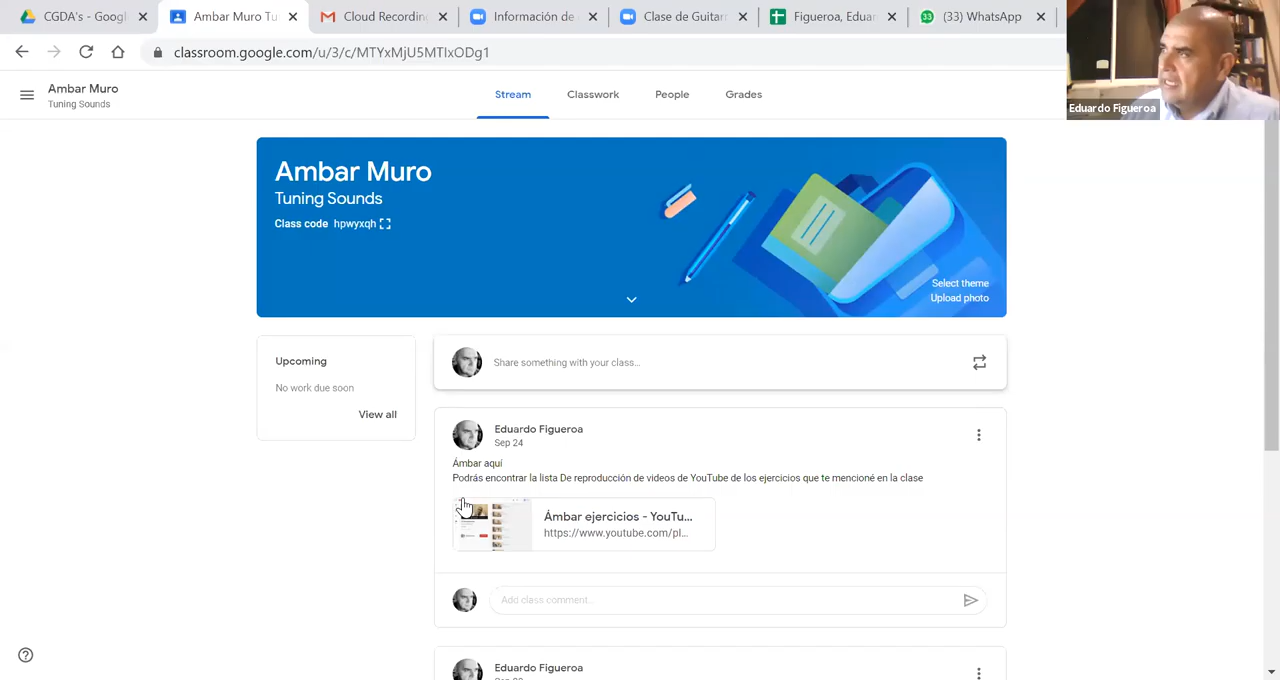 CGDA's - Googl
Ambar Muro Tu
Cloud Recordin
Información de
Clase de Guitar
Figueroa, Eduar
33
(33) WhatsApp
classroom.google.com/u/3/c/MTYxMjU5MTIxODg1
Eduardo Figueroa
Ambar Muro
Tuning Sounds
Stream
Classwork
People
Grades
Ambar Muro
Tuning Sounds
Class code hpwyxqh
Select theme
Upload photo
Upcoming
No work due soon
View all
Share something with your class...
Eduardo Figueroa
Sep 24
Ámbar aquí
Podrás encontrar la lista De reproducción de videos de YouTube de los ejercicios que te mencioné en la clase
Ámbar ejercicios - YouTu...
https://www.youtube.com/pl...
Add class comment...
Eduardo Figueroa